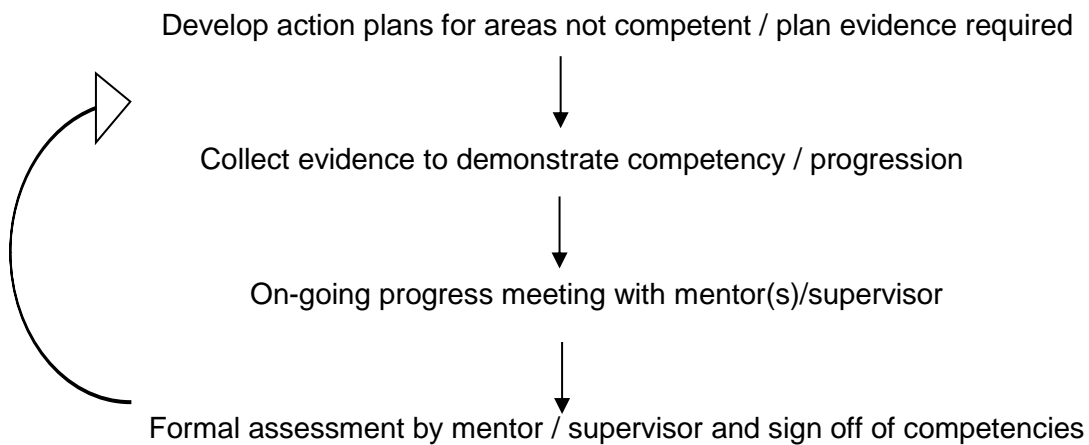 Develop action plans for areas not competent / plan evidence required
Collect evidence to demonstrate competency / progression
On-going progress meeting with mentor(s)/supervisor
Formal assessment by mentor / supervisor and sign off of competencies